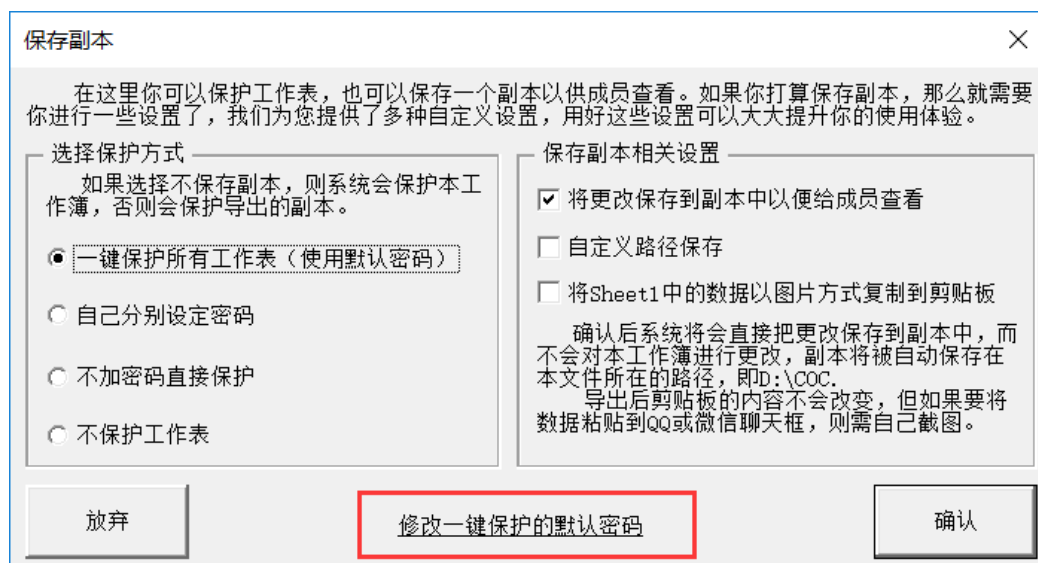 保存副本
在这里你可以保护工作表，也可以保存一个副本以供成员查看。如果你打算保存副本，那么就需要
你进行一些设置了，我们为您提供了多种自定义设置，用好这些设置可以大大提升你的使用体验。
选择保护方式
如果选择不保存副本，则系统会保护本工
作簿，否则会保护导出的副本。
一键保护所有工作表（使用默认密码）
自己分别设定密码
不加密码直接保护
不保护工作表
保存副本相关设置
将更改保存到副本中以便给成员查看
自定义路径保存
将Sheet1中的数据以图片方式复制到剪贴板
确认后系统将会直接把更改保存到副本中，而
不会对本工作簿进行更改，副本将被自动保存在
本文件所在的路径，即D:\COC.
导出后剪贴板的内容不会改变，但如果要将
数据粘贴到QQ或微信聊天框，则需自己截图。
放弃
修改一键保护的默认密码
确认